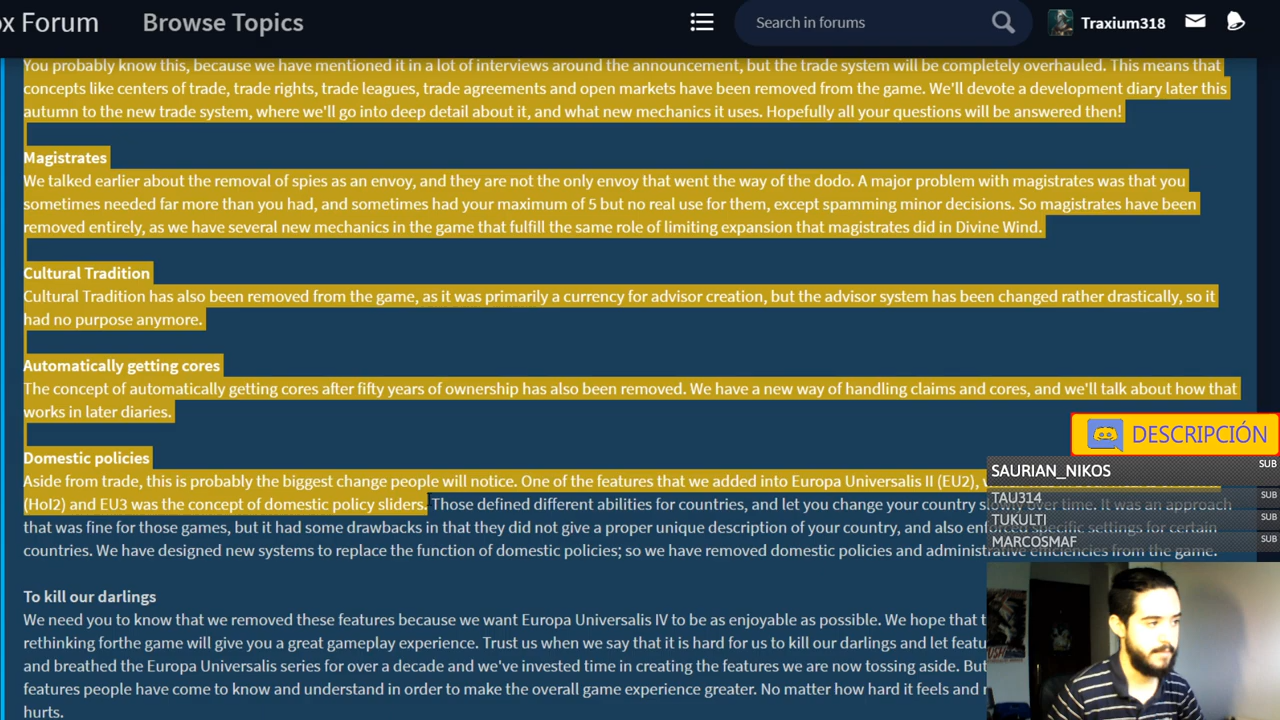 ox Forum
Browse Topics
Search in forums
Traxium318
You probably know this, because we have mentioned it in a lot of interviews around the announcement, but the trade system will be completely overhauled. This means that
concepts like centers of trade, trade rights, trade leagues, trade agreements and open markets have been removed from the game. We'll devote a development diary later this
autumn to the new trade system, where we'll go into deep detail about it, and what new mechanics it uses. Hopefully all your questions will be answered then!
Magistrates
We talked earlier about the removal of spies as an envoy, and they are not the only envoy that went the way of the dodo. A major problem with magistrates was that you
sometimes needed far more than you had, and sometimes had your maximum of 5 but no real use for them, except spamming minor decisions. So magistrates have been
removed entirely, as we have several new mechanics in the game that fulfill the same role of limiting expansion that magistrates did in Divine Wind.
Cultural Tradition
Cultural Tradition has also been removed from the game, as it was primarily a currency for advisor creation, but the advisor system has been changed rather drastically, so it
had no purpose anymore.
Automatically getting cores
The concept of automatically getting cores after fifty years of ownership has also been removed. We have a new way of handling claims and cores, and we'll talk about how that
works in later diaries.
DESCRIPCIÓN
Domestic policies
Aside from trade, this is probably the biggest change people will notice. One of the features that we added into Europa Universalis II (EU2),
(HoI2) and EU3 was the concept of domestic policy sliders. Those defined different abilities for countries, and let you change your country slowly over time. It was an approach
that was fine for those games, but it had some drawbacks in that they did not give a proper unique description of your country, and also enforced specific settings for certain
countries. We have designed new systems to replace the function of domestic policies; so we have removed domestic policies and administrative efficiencies from the game.
SAURIAN_NIKOS SUB
TAU314 SUB
TUKULTI SUB
MARCOSMAF SUB
To kill our darlings
We need you to know that we removed these features because we want Europa Universalis IV to be as enjoyable as possible. We hope that
rethinking forthe game will give you a great gameplay experience. Trust us when we say that it is hard for us to kill our darlings and let
and breathed the Europa Universalis series for over a decade and we've invested time in creating the features we are now tossing aside.
features people have come to know and understand in order to make the overall game experience greater. No matter how hard it feels and
hurts.